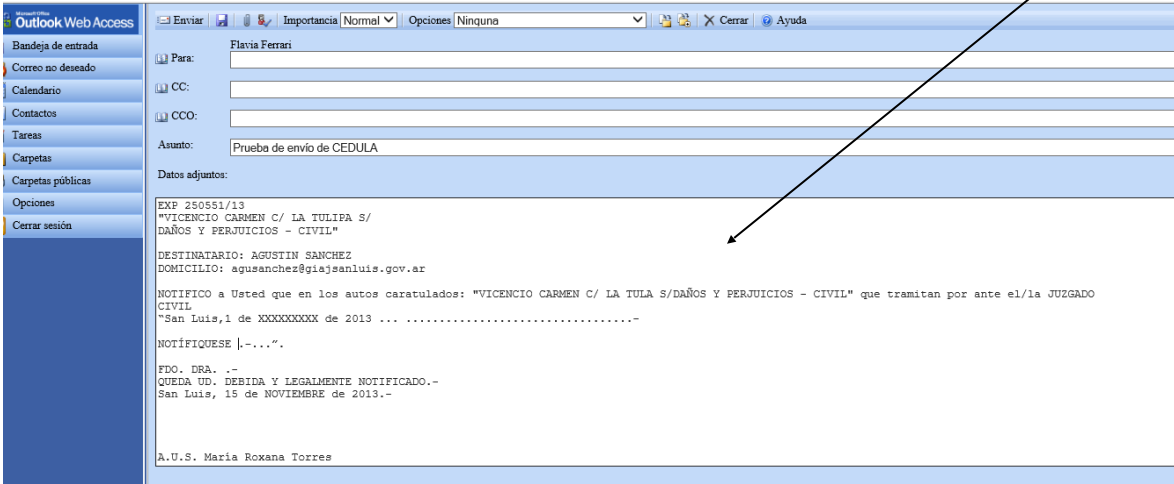 Microsoft Office
Outlook Web Access
Bandeja de entrada
Correo no deseado
Calendario
Contactos
Tareas
Carpetas
Carpetas públicas
Opciones
Cerrar sesión
Enviar Importancia Normal Opciones Ninguna Cerrar Ayuda
Flavia Ferrari
Para:
CC:
CCO:
Asunto: Prueba de envío de CEDULA
Datos adjuntos:
EXP 250551/13
"VICENCIO CARMEN C/ LA TULIPA S/
DAÑOS Y PERJUICIOS - CIVIL"
DESTINATARIO: AGUSTIN SANCHEZ
DOMICILIO: agusanchez@giajsanluis.gov.ar
NOTIFICO a Usted que en los autos caratulados: "VICENCIO CARMEN C/ LA TULA S/DAÑOS Y PERJUICIOS - CIVIL" que tramitan por ante el/la JUZGADO
CIVIL
"San Luis,1 de XXXXXXXXX de 2013 ... ..................................-
NOTÍFIQUESE .-...".
FDO. DRA. .-
QUEDA UD. DEBIDA Y LEGALMENTE NOTIFICADO.-
San Luis, 15 de NOVIEMBRE de 2013.-
A.U.S. María Roxana Torres